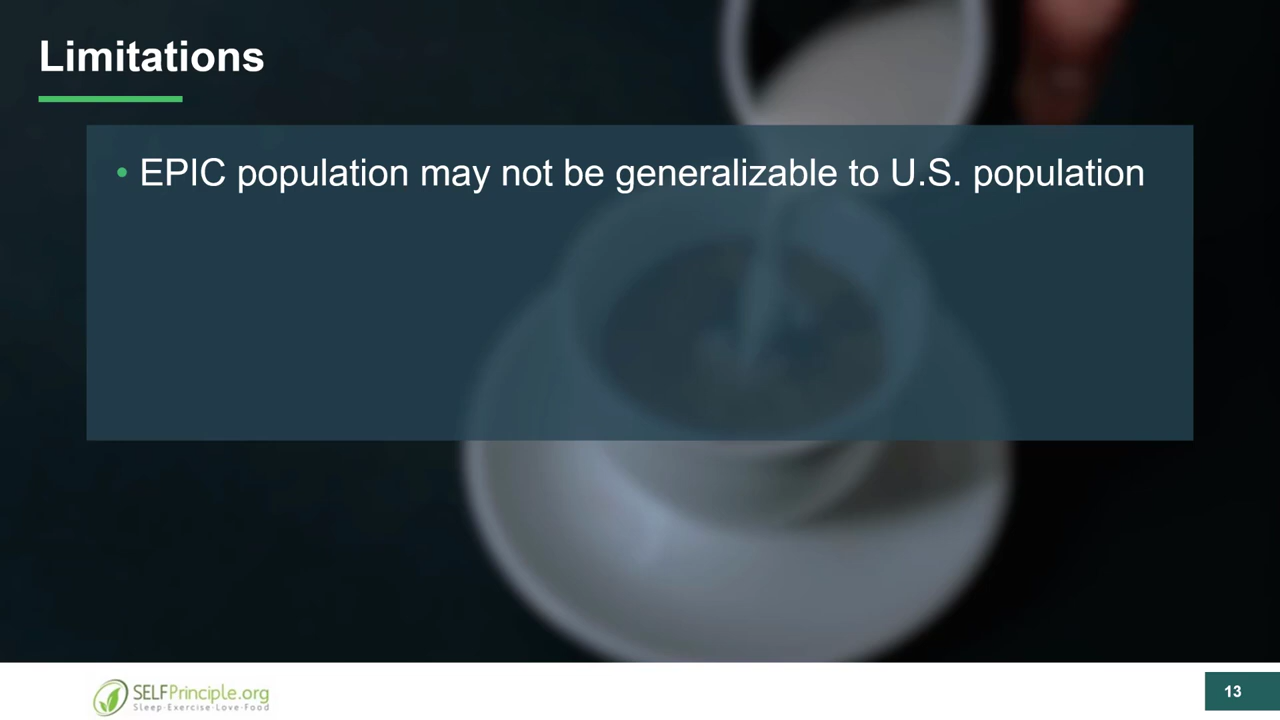 Limitations
• EPIC population may not be generalizable to U.S. population
SELFPrinciple.org
Sleep-Exercise-Love-Food
13